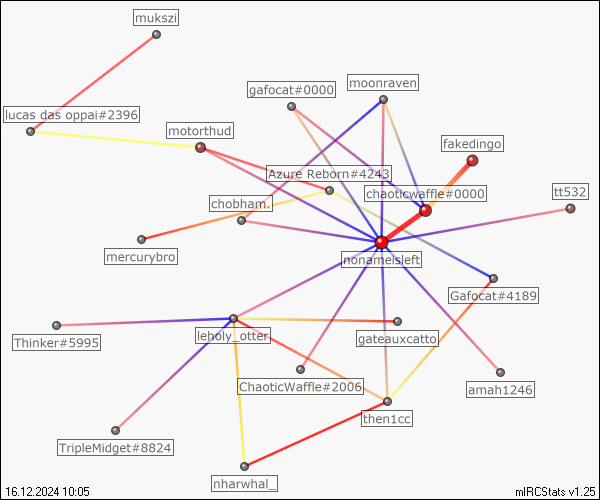 mukszi
gafocat#0000
moonraven
lucas das oppai#2396
motorthud
fakedingo
Azure Reborn#4243
chaoticwaffle#0000
tt532
chobham.
mercurybro
nonameisleft
Gafocat#4189
leholy_otter
gateauxcatto
Thinker#5995
ChaoticWaffle#2006
amah1246
then1cc
TripleMidget#8824
nharwhal_
16.12.2024 10:05
mIRCStats v1.25